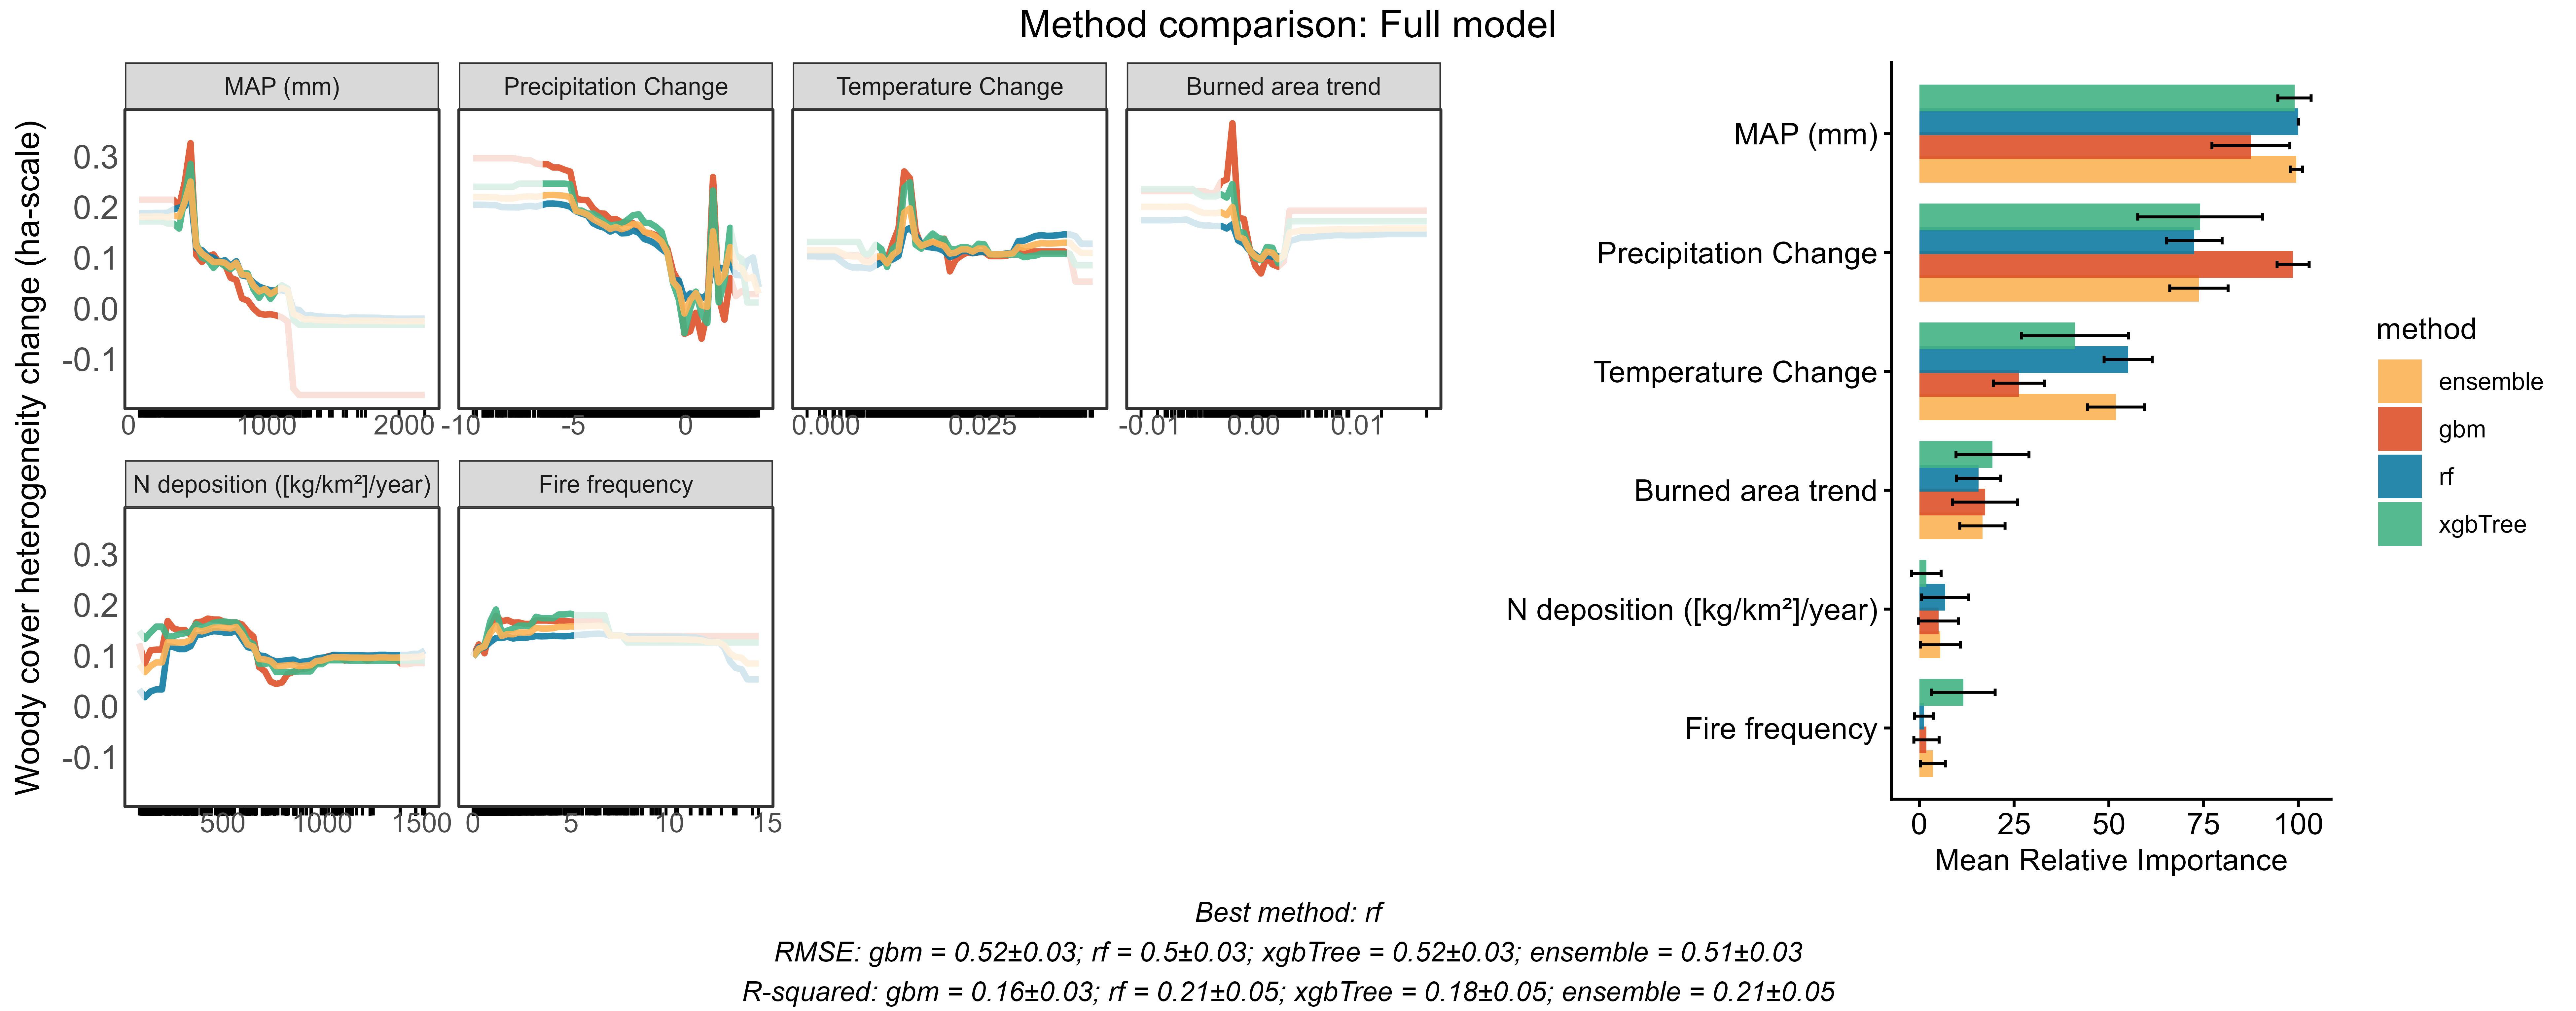 Method comparison: Full model
MAP (mm)
Precipitation Change
Temperature Change
Burned area trend
Woody cover heterogeneity change (ha-scale)
0.3
0.2
0.1
0.0
-0.1
0 1000 2000
-10 -5 0
0.000 0.025
-0.01 0.00 0.01
N deposition ([kg/km²]/year)
Fire frequency
0.3
0.2
0.1
0.0
-0.1
500 1000 1500
0 5 10 15
MAP (mm)
Precipitation Change
Temperature Change
Burned area trend
N deposition ([kg/km²]/year)
Fire frequency
0 25 50 75 100
Mean Relative Importance
method
ensemble
gbm
rf
xgbTree
Best method: rf
RMSE: gbm = 0.52±0.03; rf = 0.5±0.03; xgbTree = 0.52±0.03; ensemble = 0.51±0.03
R-squared: gbm = 0.16±0.03; rf = 0.21±0.05; xgbTree = 0.18±0.05; ensemble = 0.21±0.05